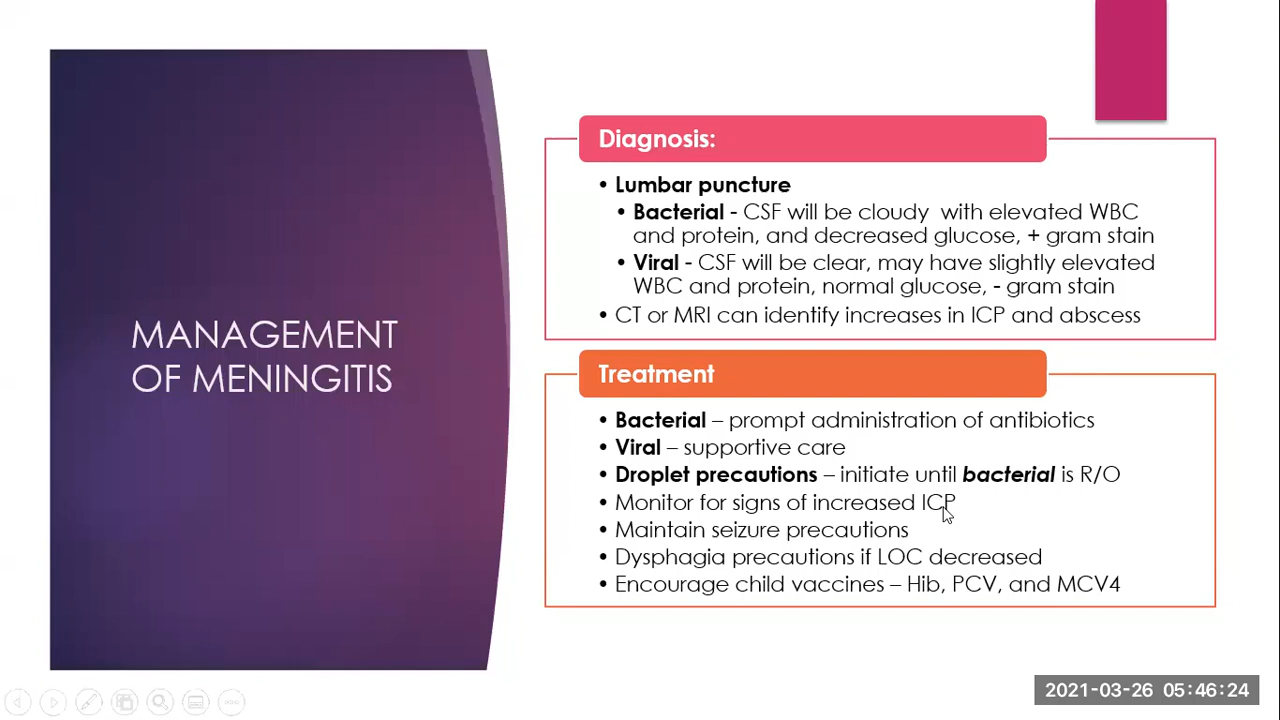 MANAGEMENT
OF MENINGITIS
Diagnosis:
• Lumbar puncture
• Bacterial - CSF will be cloudy  with elevated WBC
and protein, and decreased glucose, + gram stain
• Viral - CSF will be clear, may have slightly elevated
WBC and protein, normal glucose, - gram stain
• CT or MRI can identify increases in ICP and abscess
Treatment
• Bacterial – prompt administration of antibiotics
• Viral – supportive care
• Droplet precautions – initiate until bacterial is R/O
• Monitor for signs of increased ICP
• Maintain seizure precautions
• Dysphagia precautions if LOC decreased
• Encourage child vaccines – Hib, PCV, and MCV4
2021-03-26  05:46:24